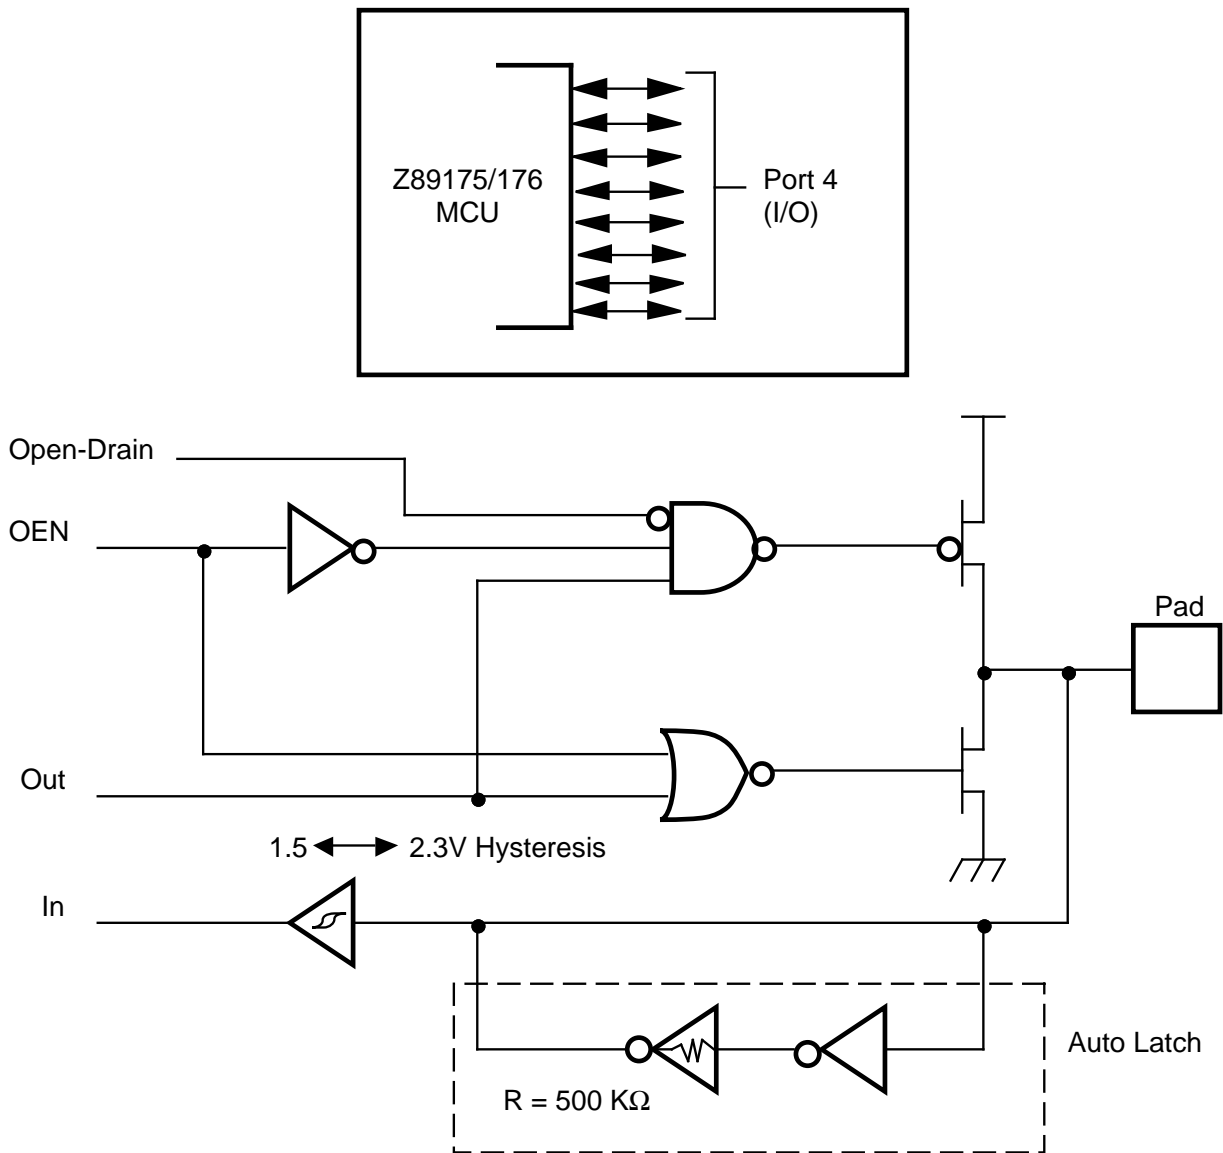 Z89175/176
MCU
Port 4
(I/O)
Open-Drain
OEN
Pad
Out
1.5 2.3V Hysteresis
In
Auto Latch
R = 500 KΩ